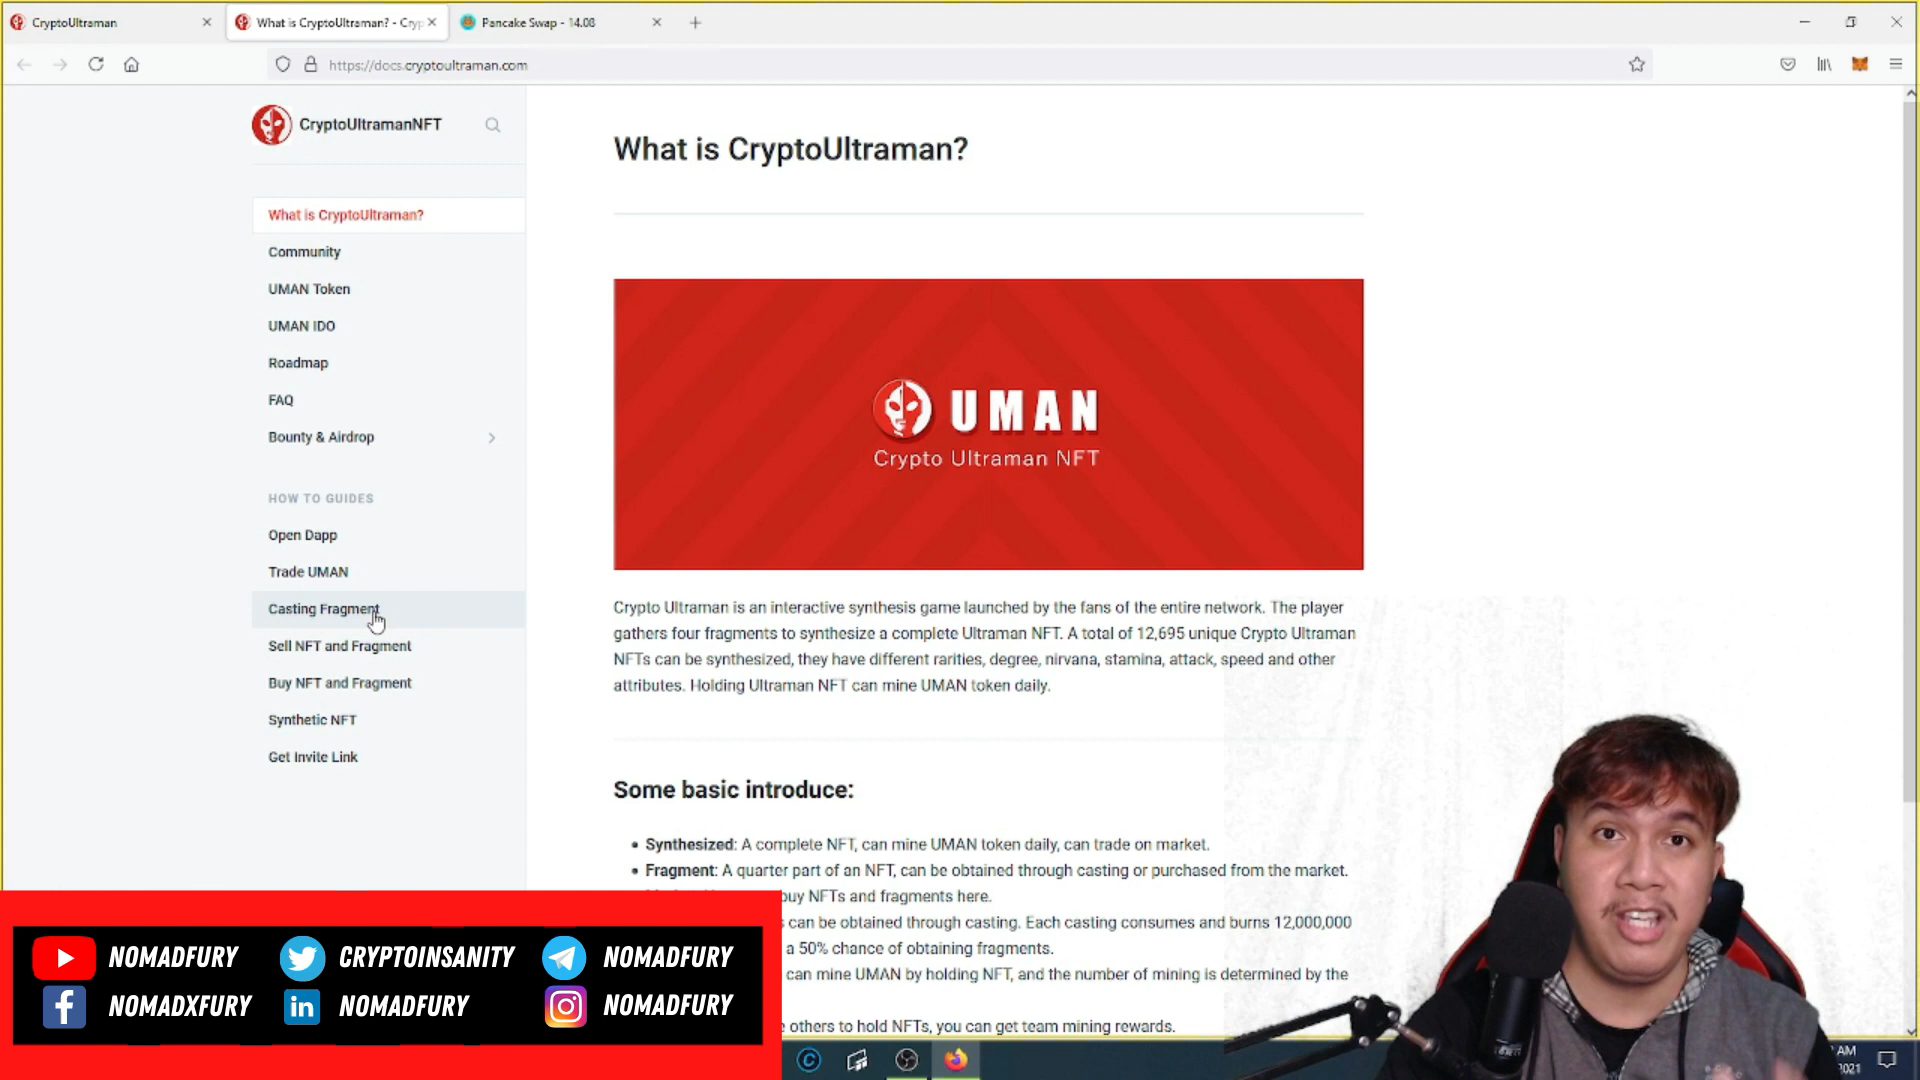 CryptoUltraman
What is CryptoUltraman? - Cryp
Pancake Swap - 14.08
https://docs.cryptoultraman.com
CryptoUltramanNFT
What is CryptoUltraman?
Community
UMAN Token
UMAN IDO
Roadmap
FAQ
Bounty & Airdrop
HOW TO GUIDES
Open Dapp
Trade UMAN
Casting Fragment
Sell NFT and Fragment
Buy NFT and Fragment
Synthetic NFT
Get Invite Link
What is CryptoUltraman?
UMAN
Crypto Ultraman NFT
Crypto Ultraman is an interactive synthesis game launched by the fans of the entire network. The player
gathers four fragments to synthesize a complete Ultraman NFT. A total of 12,695 unique Crypto Ultraman
NFTs can be synthesized, they have different rarities, degree, nirvana, stamina, attack, speed and other
attributes. Holding Ultraman NFT can mine UMAN token daily.
Some basic introduce:
Synthesized: A complete NFT, can mine UMAN token daily, can trade on market.
Fragment: A quarter part of an NFT, can be obtained through casting or purchased from the market.
buy NFTs and fragments here.
can be obtained through casting. Each casting consumes and burns 12,000,000
a 50% chance of obtaining fragments.
can mine UMAN by holding NFT, and the number of mining is determined by the
others to hold NFTs, you can get team mining rewards.
NOMADFURY
CRYPTOINSANITY
NOMADFURY
NOMADXFURY
NOMADFURY
NOMADFURY
AM
2021